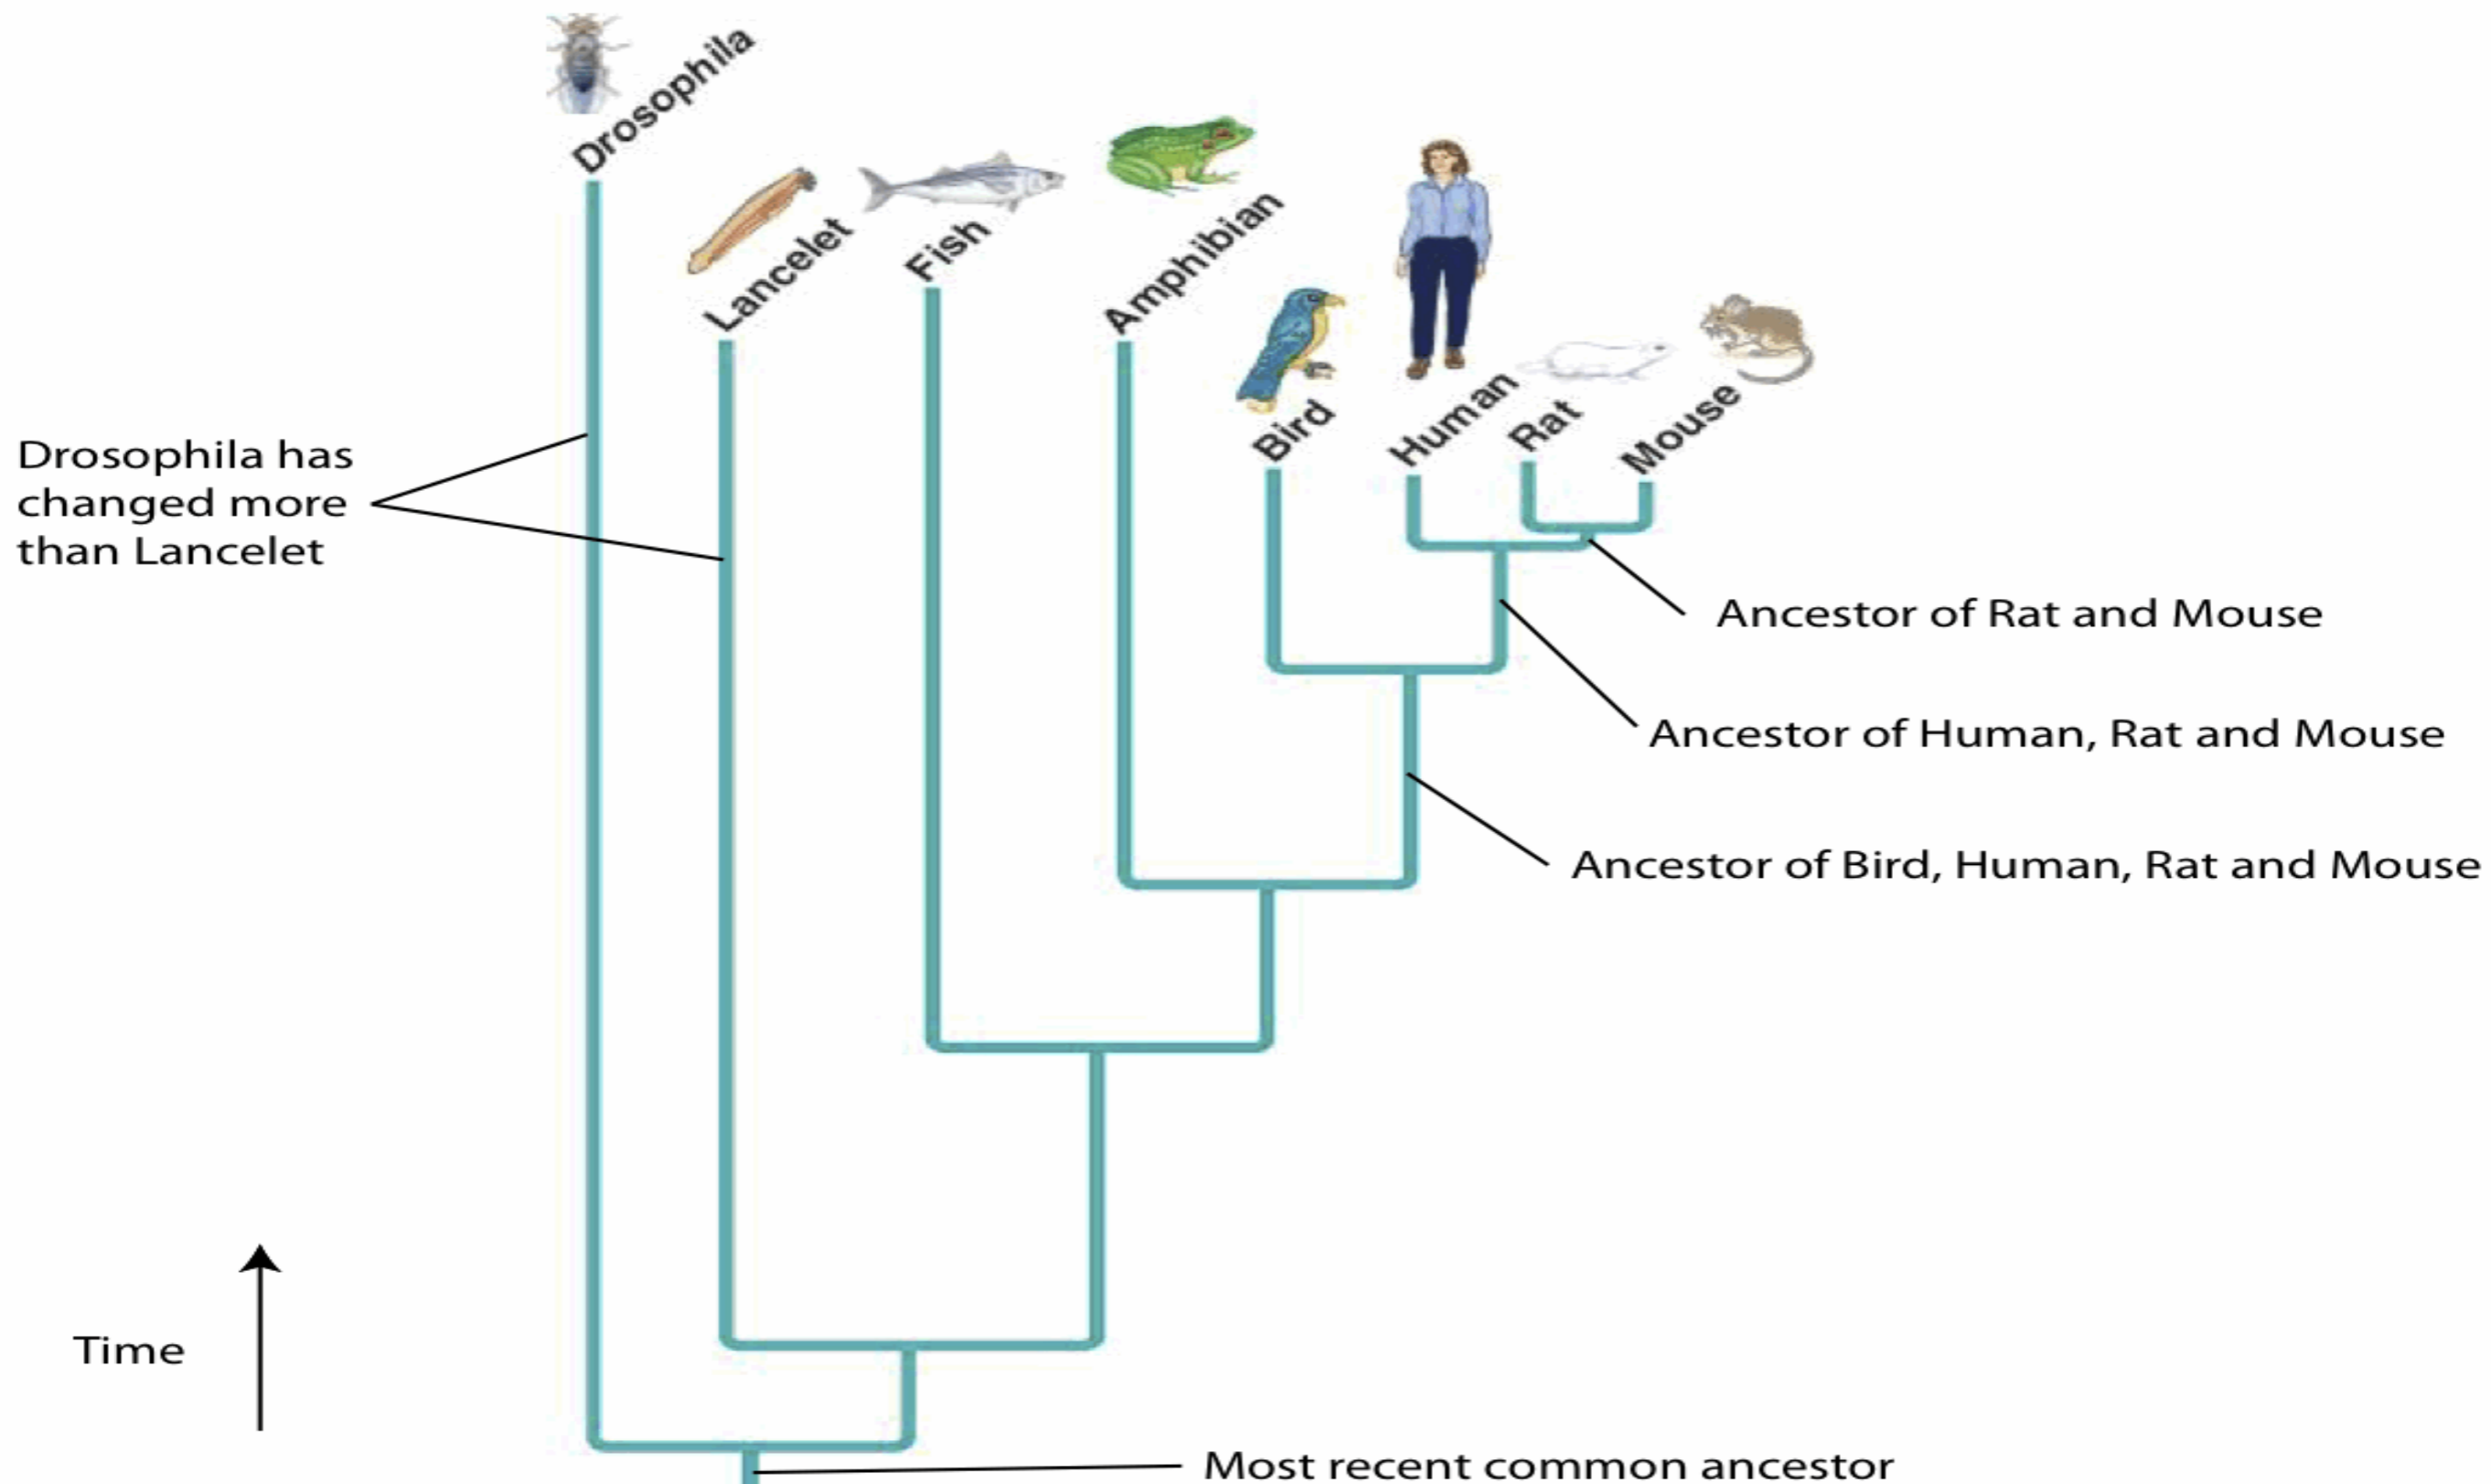 Drosophila
Lancelet
Fish
Amphibian
Bird
Human
Rat
Mouse
Drosophila has
changed more
than Lancelet
Ancestor of Rat and Mouse
Ancestor of Human, Rat and Mouse
Ancestor of Bird, Human, Rat and Mouse
Time
Most recent common ancestor